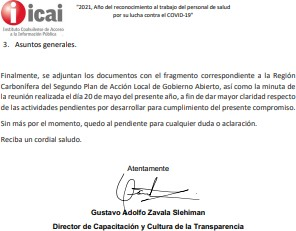 icai
Instituto Coahuilense de Acceso
a la Información Pública
"2021, Año del reconocimiento al trabajo del personal de salud
por su lucha contra el COVID-19"
3. Asuntos generales.
Finalmente, se adjuntan los documentos con el fragmento correspondiente a la Región
Carbonífera del Segundo Plan de Acción Local de Gobierno Abierto, así como la minuta de
la reunión realizada el día 20 de mayo del presente año, a fin de dar mayor claridad respecto
de las actividades pendientes por desarrollar para cumplimiento del presente compromiso.
Sin más por el momento, quedo al pendiente para cualquier duda o aclaración.
Reciba un cordial saludo.
Atentamente
Gustavo Adolfo Zavala Slehiman
Director de Capacitación y Cultura de la Transparencia